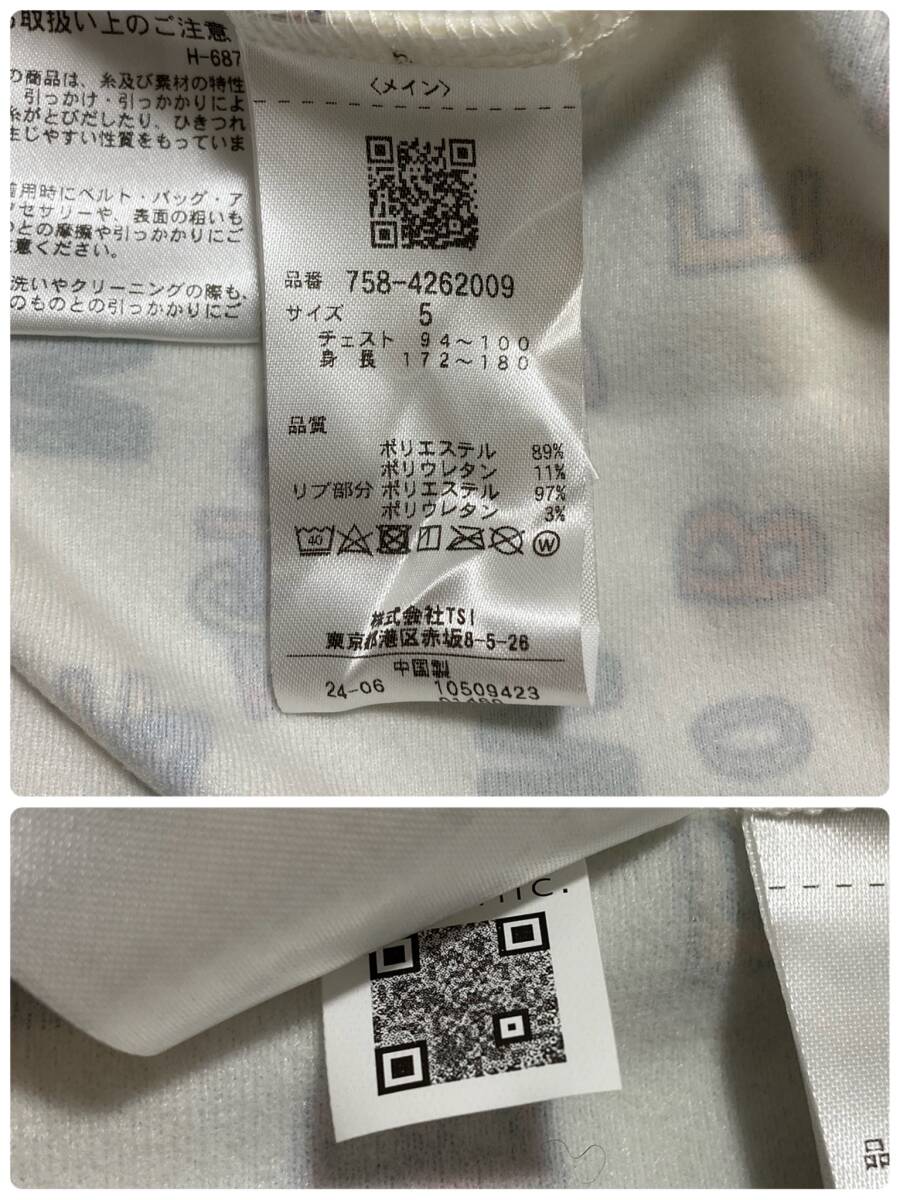 取扱い上のご注意
H-687
の商品は、糸及び素材の特性
引っかけ・引っかかりによ
糸がとびだしたり、ひきつれ
生じやすい性質をもっていま
着用時にベルト・バッグ・ア
クセサリーや、表面の粗いも
のとの摩擦や引っかかりにご
注意ください。
洗いやクリーニングの際も、
のものとの引っかかりにご
〈メイン〉
品番 758-4262009
サイズ 5
チェスト 94～100
身長 172～180
品質
ポリエステル 89%
ポリウレタン 11%
リブ部分 ポリエステル 97%
ポリウレタン 3%
40
W
株式会社TSI
東京都港区赤坂8-5-26
中国製
24-06 10509423
E
B
O
品